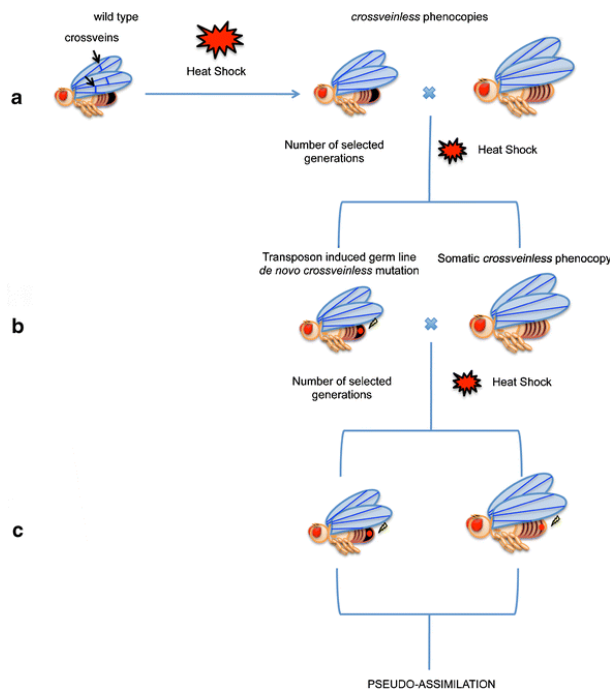 wild type
crossveins
Heat Shock
crossveinless phenocopies
a
Number of selected
generations
Heat Shock
Transposon induced germ line
de novo crossveinless mutation
Somatic crossveinless phenocopy
b
Number of selected
generations
Heat Shock
c
PSEUDO-ASSIMILATION